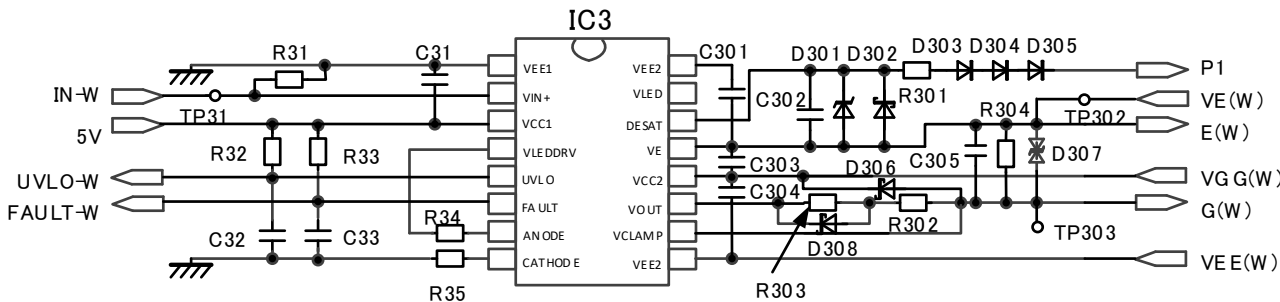 IC3
R31
C31
IN-W
TP31
5V
R32
R33
UVLO-W
FAULT-W
R34
C32
C33
R35
VEE1
VIN+
VCC1
VLEDDRV
UVLO
FAULT
ANODE
CATHODE
VEE2
VLED
DESAT
VE
VCC2
VOUT
VCLAMP
VEE2
C301
D301
D302
D303
D304
D305
C302
R301
R304
P1
VE(W)
TP302
E(W)
C303
D306
C305
D307
C304
VGG(W)
G(W)
R302
D308
TP303
R303
VEE(W)